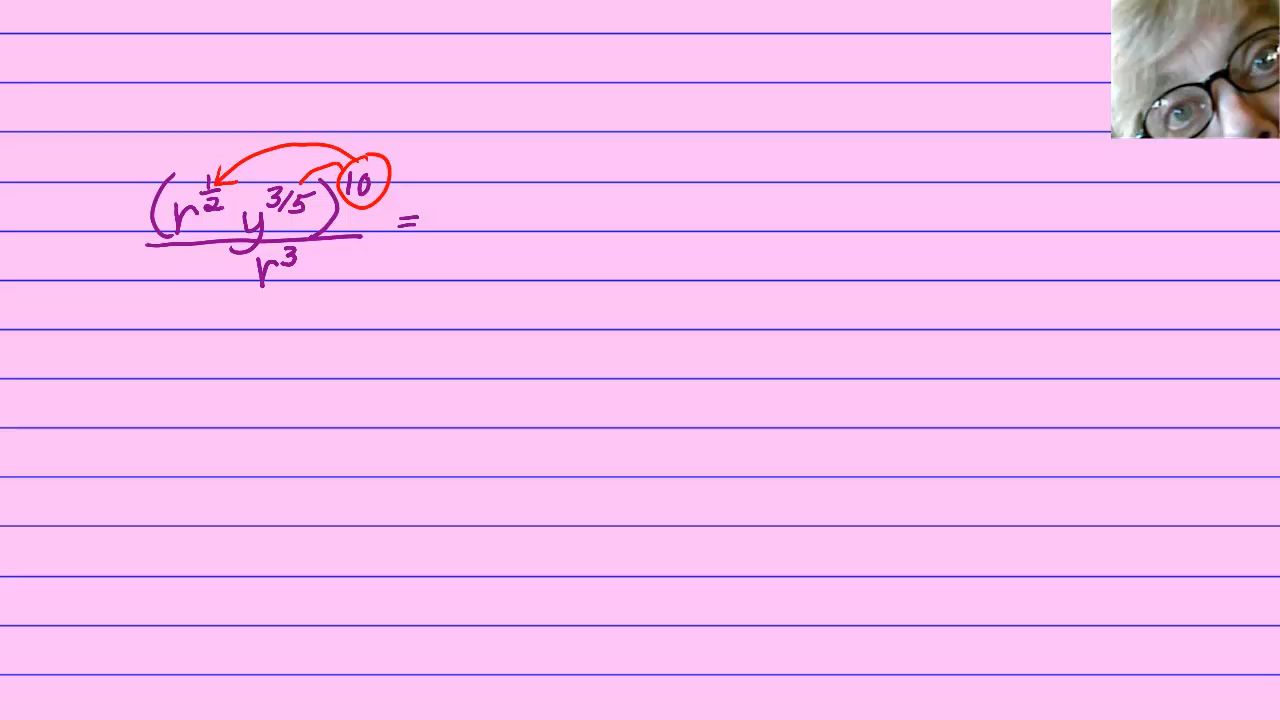 (r^{1/2} y^{3/5})^{10} =
r^3